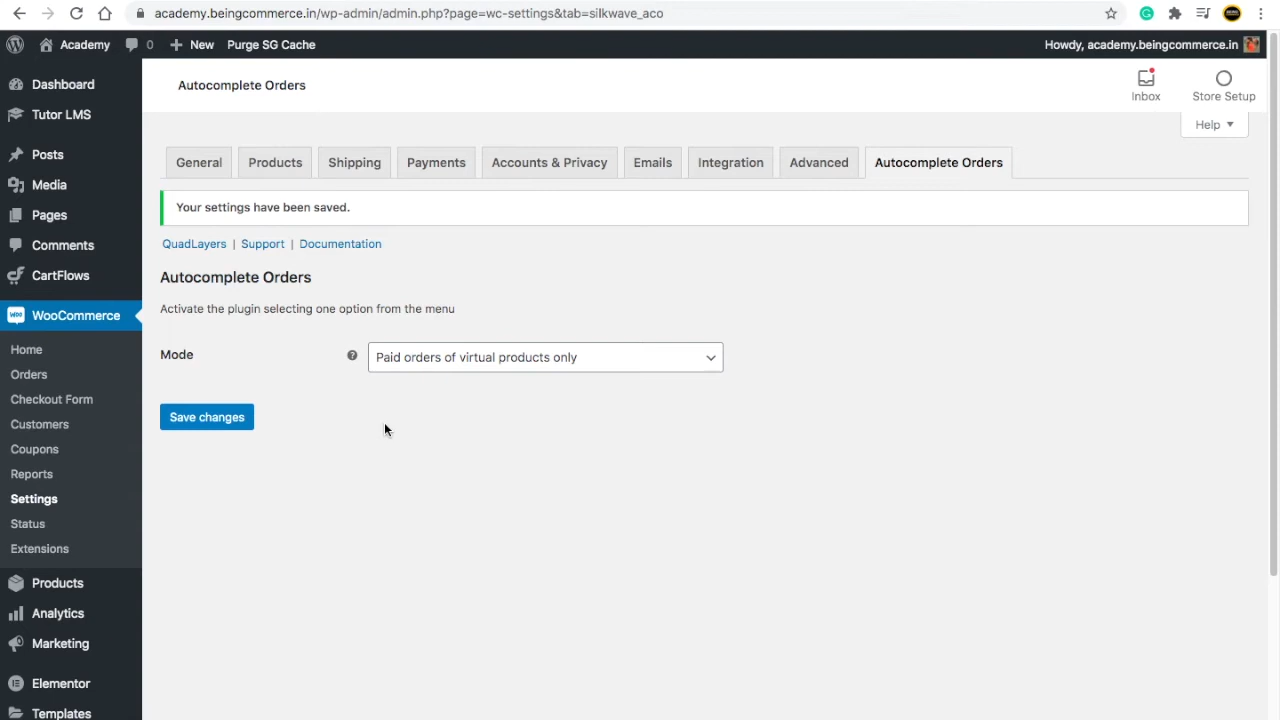 academy.beingcommerce.in/wp-admin/admin.php?page=wc-settings&tab=silkwave_aco
Academy 0 New Purge SG Cache Howdy, academy.beingcommerce.in
Dashboard
Tutor LMS
Posts
Media
Pages
Comments
CartFlows
WooCommerce
Home
Orders
Checkout Form
Customers
Coupons
Reports
Settings
Status
Extensions
Products
Analytics
Marketing
Elementor
Templates
Autocomplete Orders
Inbox
Store Setup
Help
General Products Shipping Payments Accounts & Privacy Emails Integration Advanced Autocomplete Orders
Your settings have been saved.
QuadLayers | Support | Documentation
Autocomplete Orders
Activate the plugin selecting one option from the menu
Mode ? Paid orders of virtual products only
Save changes